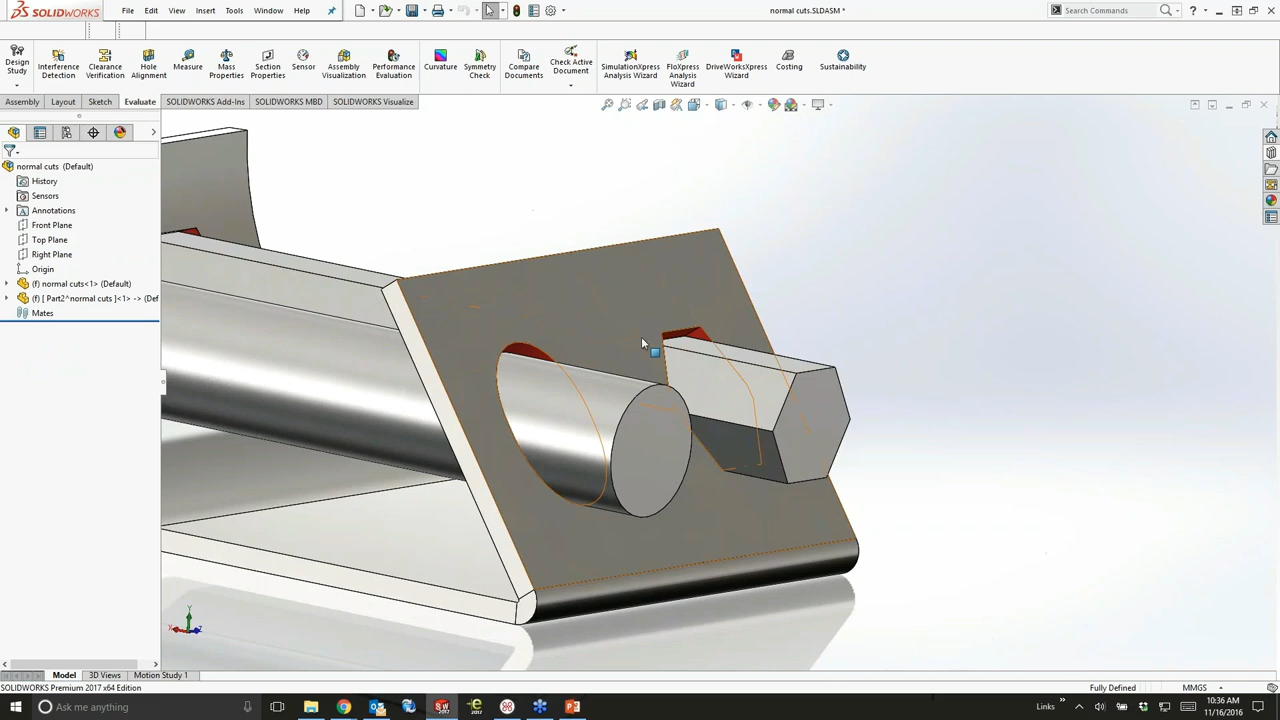 SOLIDWORKS File Edit View Insert Tools Window Help normal cuts.SLDASM * Search Commands
Design Study Interference Detection Clearance Verification Hole Alignment Measure Mass Properties Section Properties Sensor Assembly Visualization Performance Evaluation Curvature Symmetry Check Compare Documents Check Active Document SimulationXpress Analysis Wizard FloXpress Analysis Wizard DriveWorksXpress Wizard Costing Sustainability
Assembly Layout Sketch Evaluate SOLIDWORKS Add-Ins SOLIDWORKS MBD SOLIDWORKS Visualize
normal cuts (Default)
History
Sensors
Annotations
Front Plane
Top Plane
Right Plane
Origin
(f) normal cuts<1> (Default)
(f) [ Part2^normal cuts ]<1> -> (Def
Mates
Model 3D Views Motion Study 1
SOLIDWORKS Premium 2017 x64 Edition Fully Defined MMGS
Ask me anything Links 10:36 AM
11/16/2016